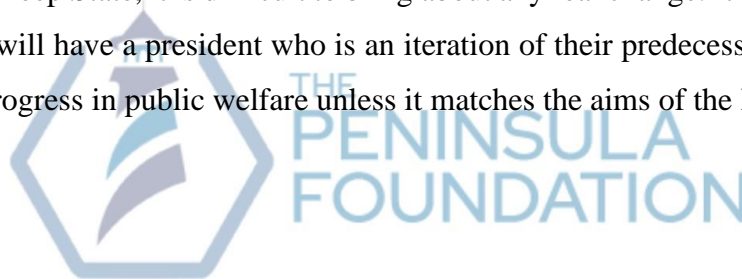 will have a president who is an iteration of their predecess
rogress in public welfare unless it matches the aims of the
THE
PENINSULA
FOUNDATION